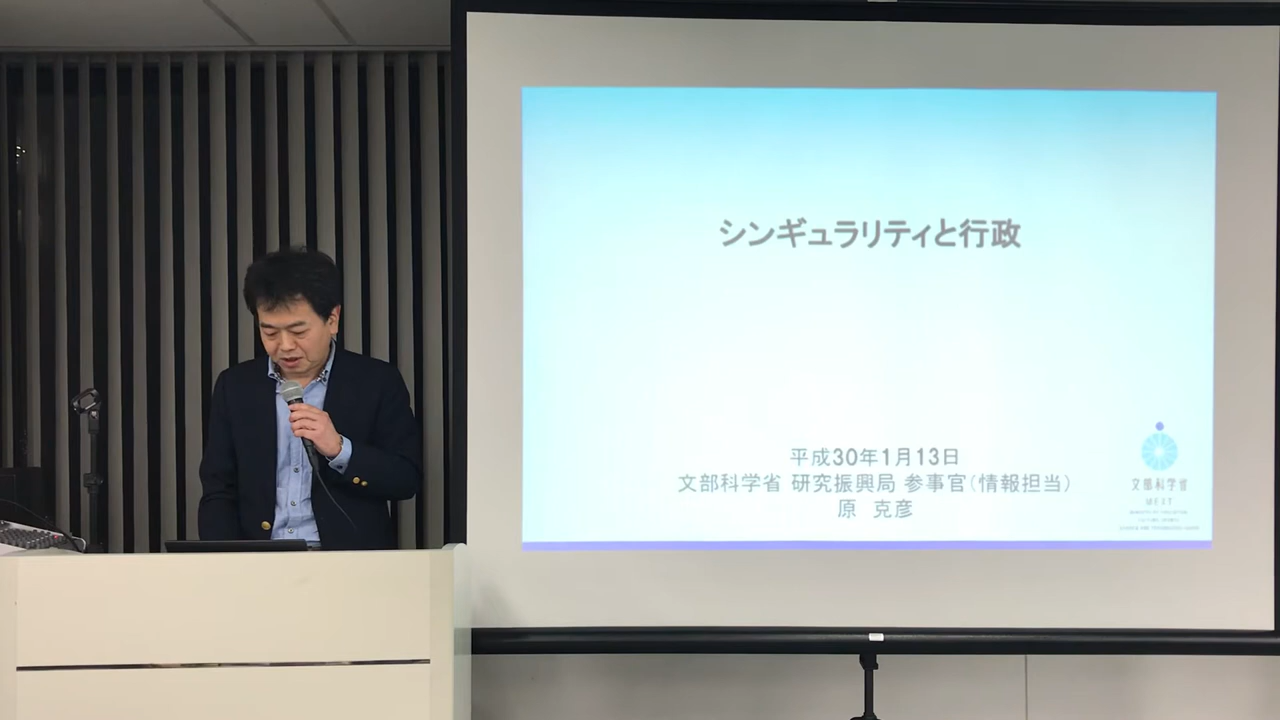 シンギュラリティと行政
平成30年1月13日
文部科学省 研究振興局 参事官(情報担当)
原 克彦
文部科学省